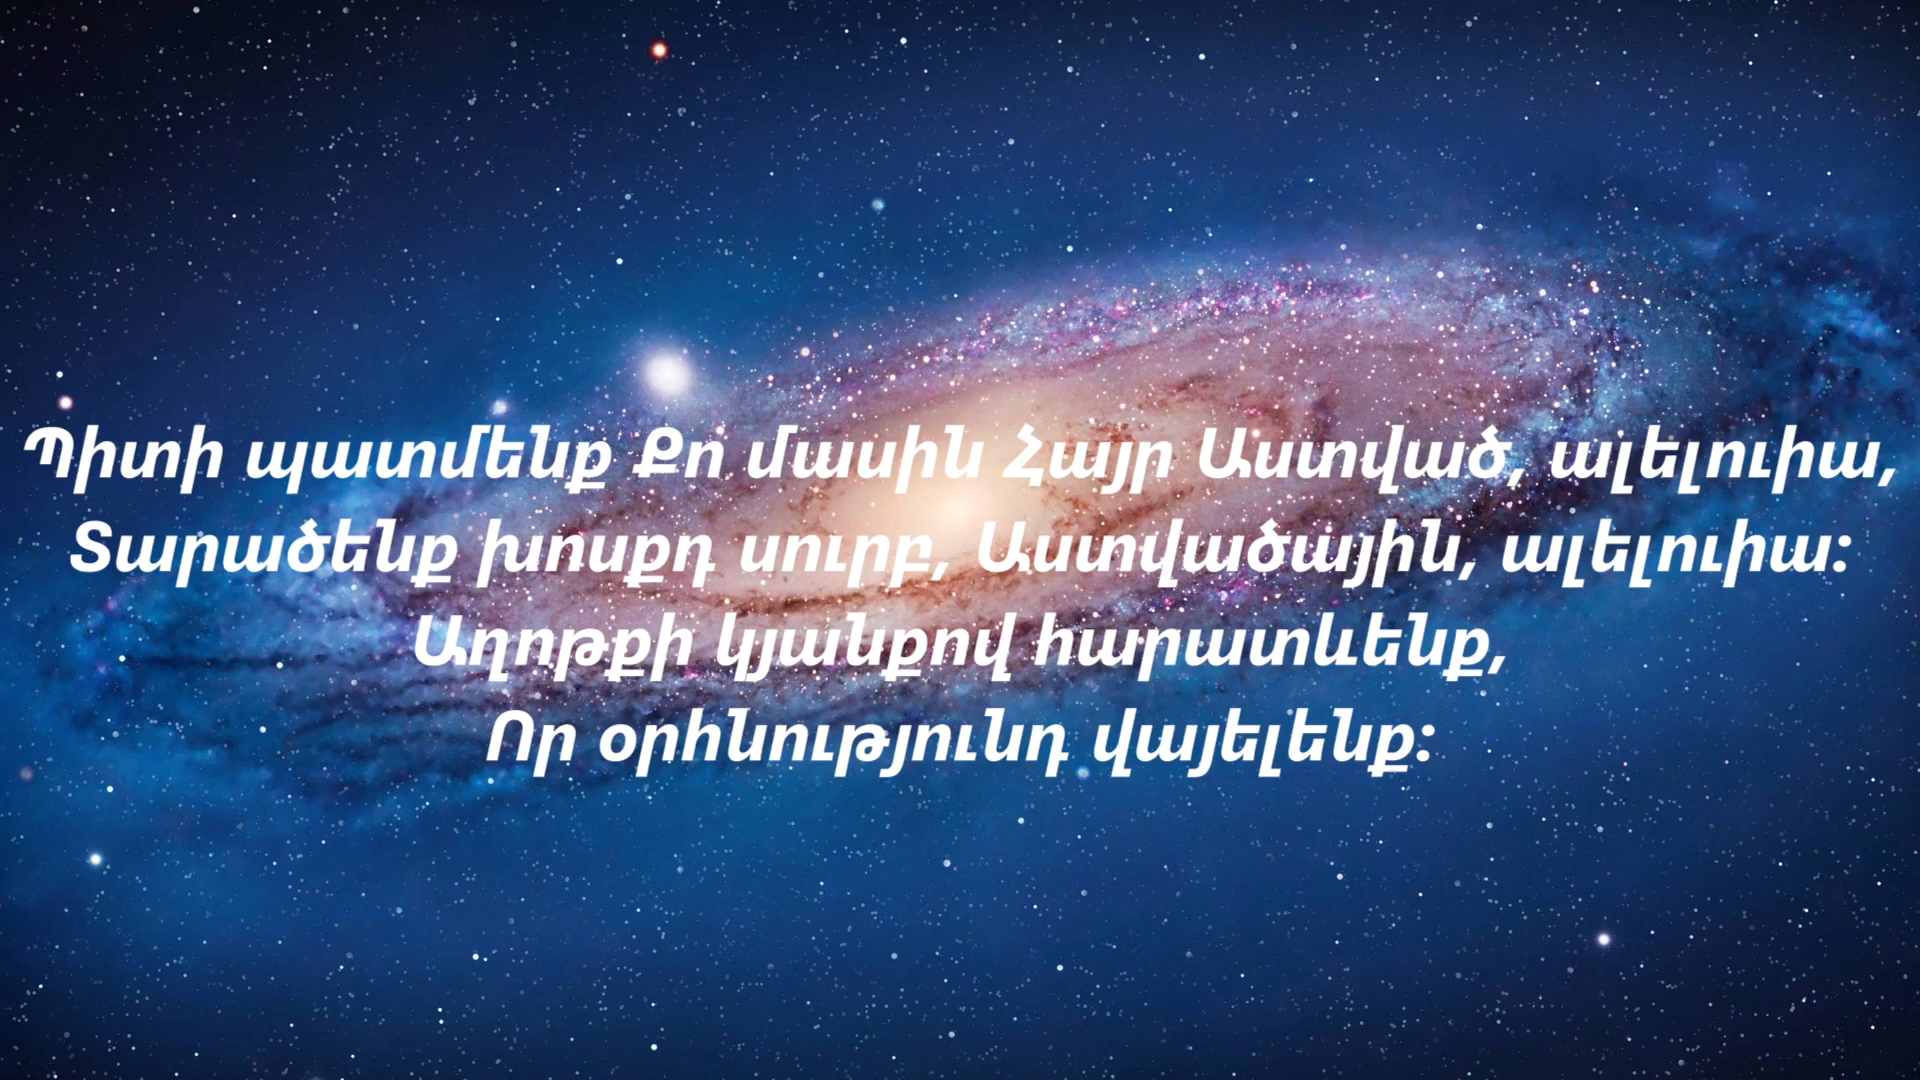 Պիտի պատմենք Քո մասին Հայր Աստված, ալելուիա,
Տարածենք խոսքդ սուրբ, Աստվածային, ալելուիա:
Աղոթքի կյանքով հարատևենք,
Որ օրհնությունդ վայելենք: